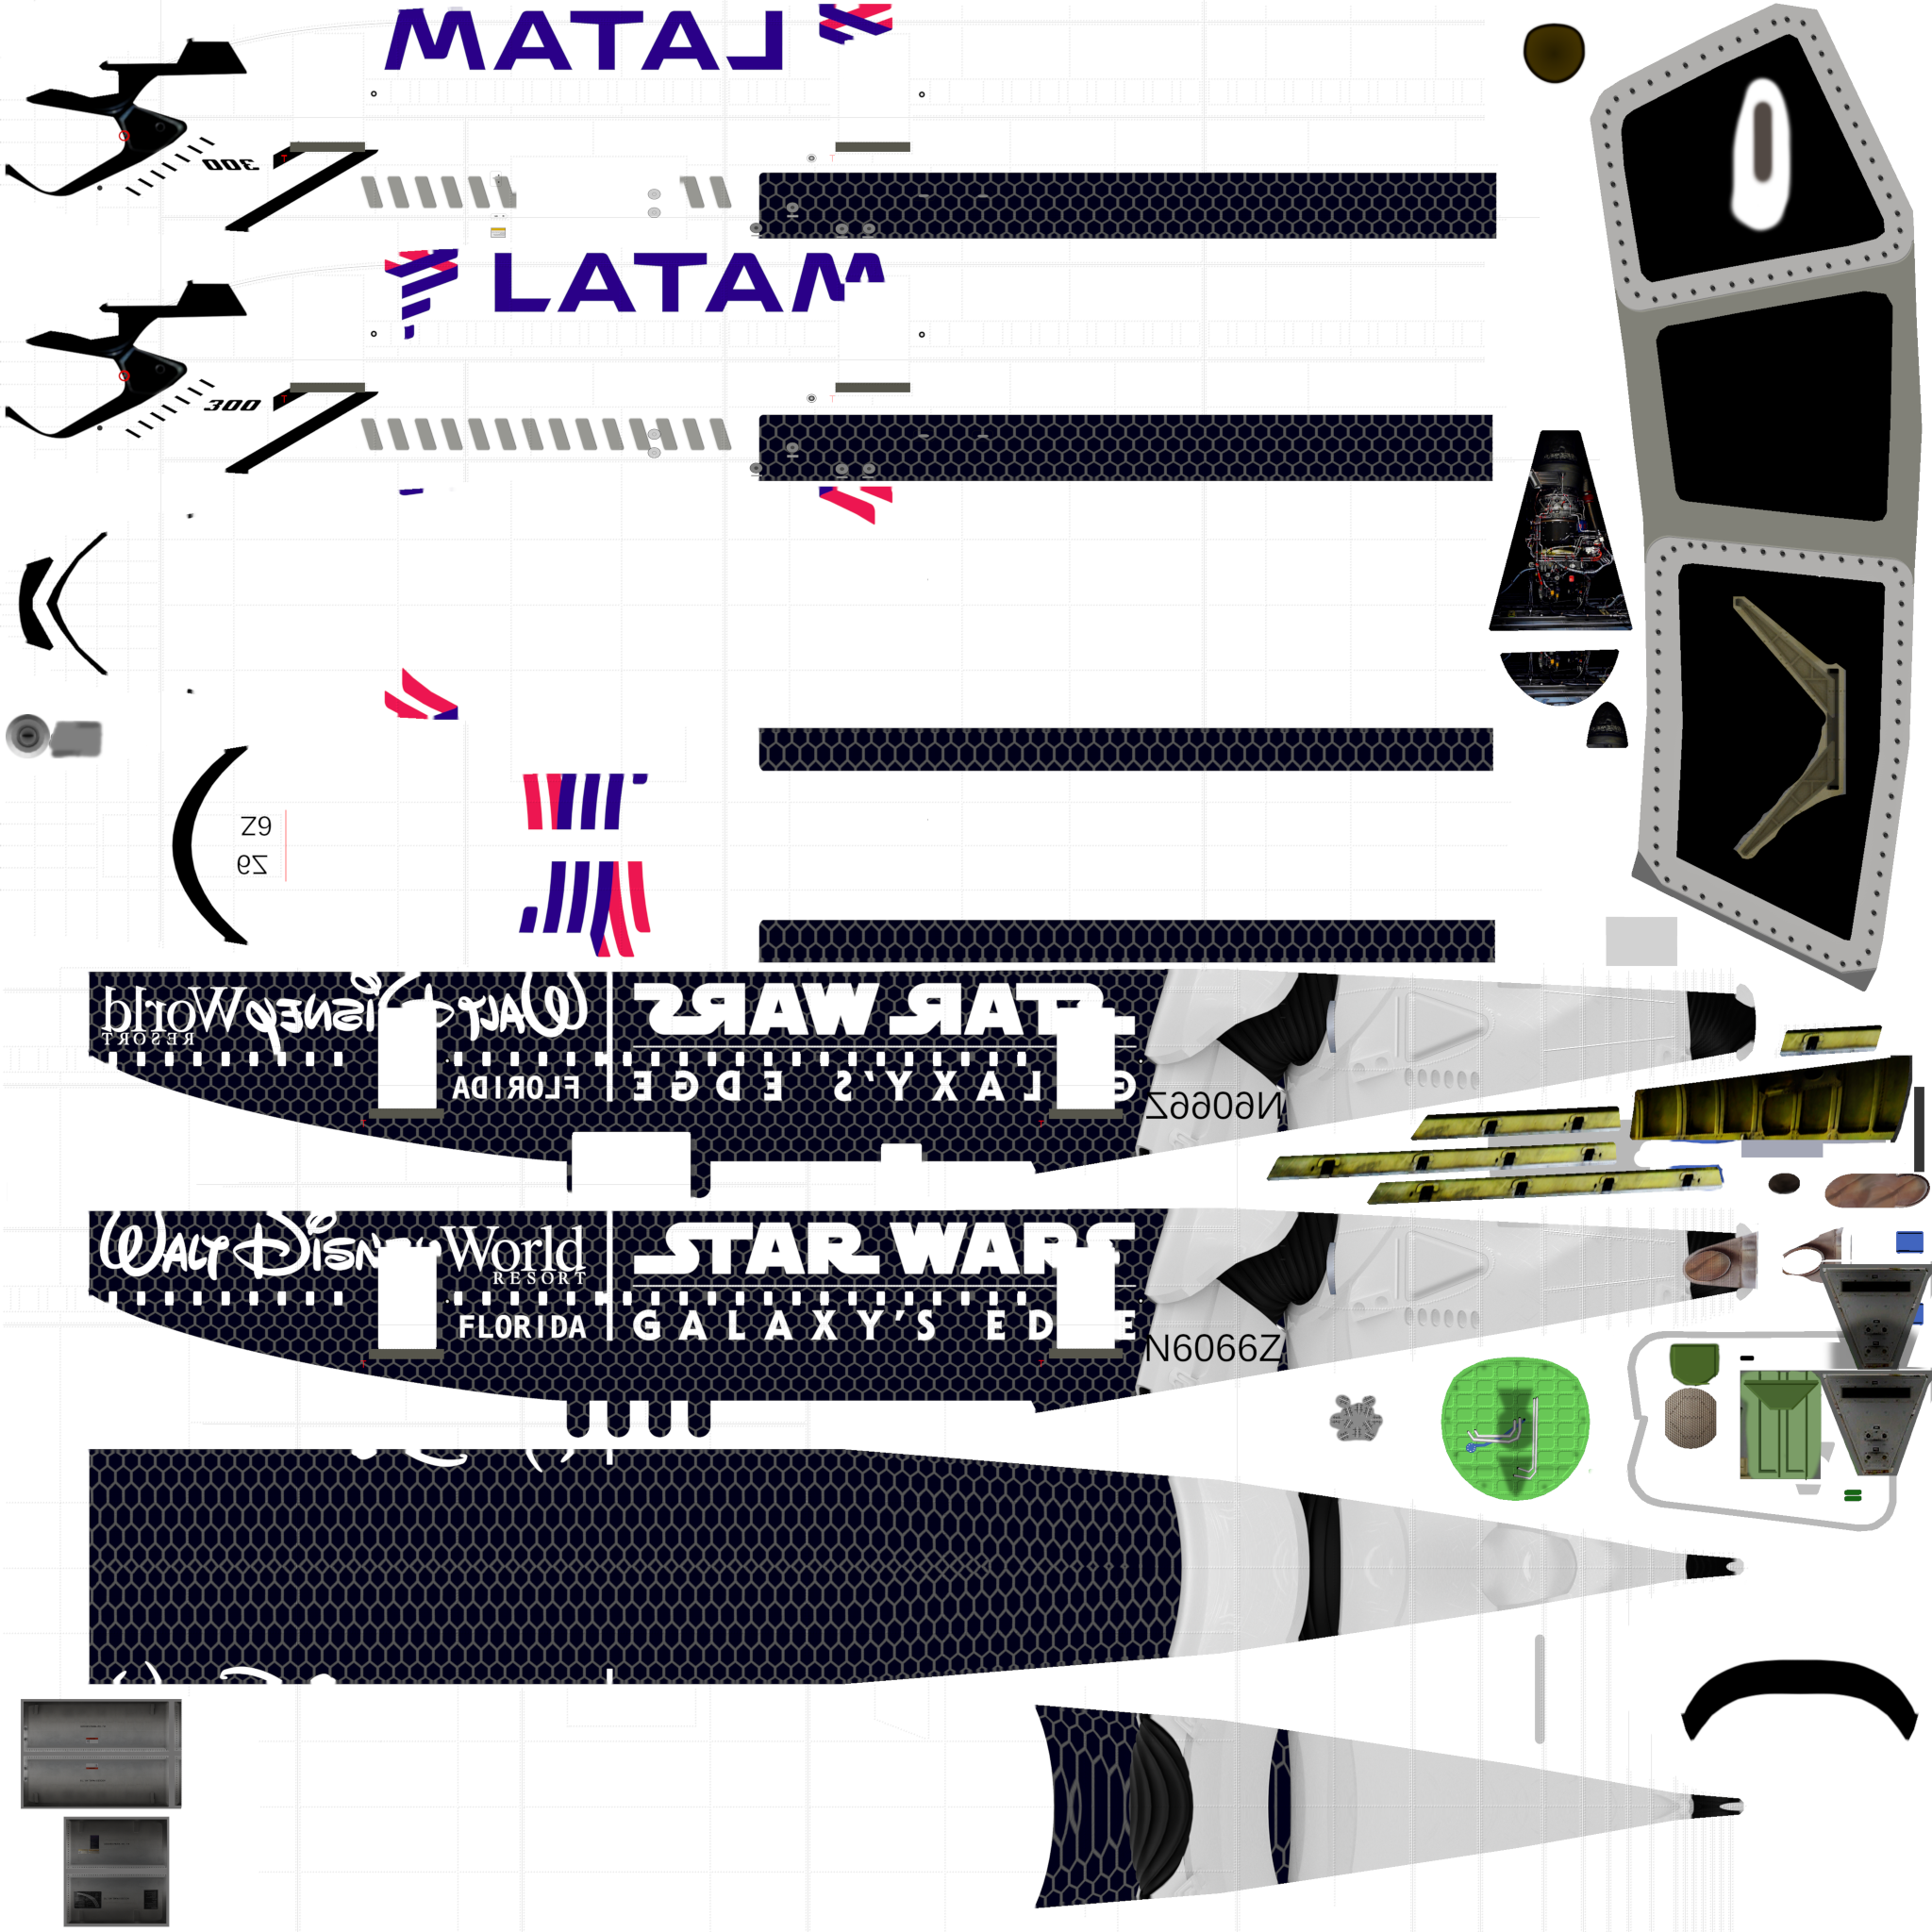 LATAM
300
LATAM
300
Z9
Z9
Walt Disney World
RESORT
FLORIDA
STAR WARS
GALAXY'S EDGE
N6066Z
Walt Disney World
RESORT
FLORIDA
STAR WARS
GALAXY'S EDGE
N6066Z